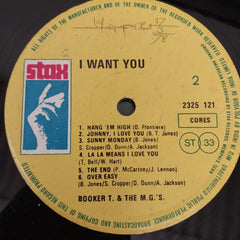 ALL RIGHTS OF THE MANUFACTURER AND OF THE OWNER OF THE RECORDED WORK RESERVED
UNAUTHORISED PUBLIC PERFORMANCE BROADCASTING AND COPYING OF THIS RECORD PROHIBITED
stax
I WANT YOU
2
2325 121
CORES
ST 33
1. HANG 'EM HIGH (D. Frontiere)
2. JOHNNY, I LOVE YOU (B. T. Jones)
3. SUNNY MONDAY (B. Jones/S.
Cropper/D. Dunn/A. Jackson)
4. LA LA MEANS I LOVE YOU
(T. Bell/W. Hart)
5. THE END (P. McCartney/J. Lennon)
6. OVER EASY
(B. Jones/S. Cropper/D. Dunn/A. Jackson)
BOOKER T. & THE M.G.'S.